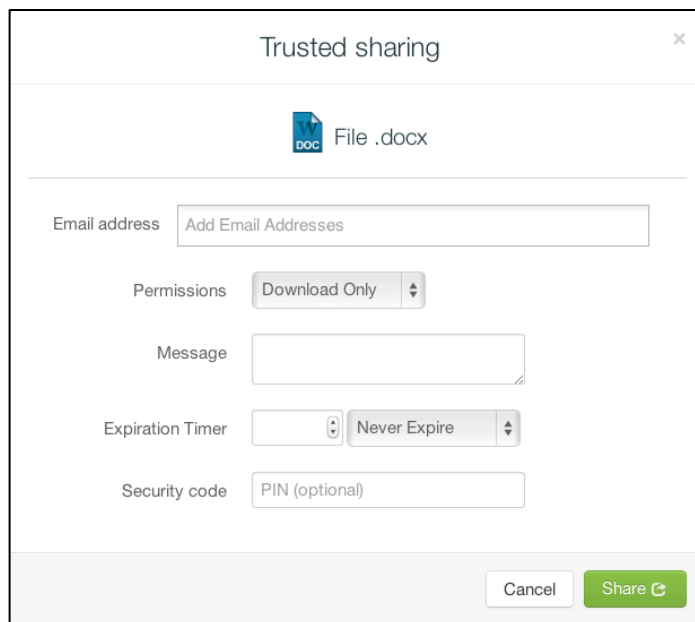 Trusted sharing
×
W
DOC
File .docx
Email address Add Email Addresses
Permissions Download Only
Message
Expiration Timer Never Expire
Security code PIN (optional)
Cancel Share